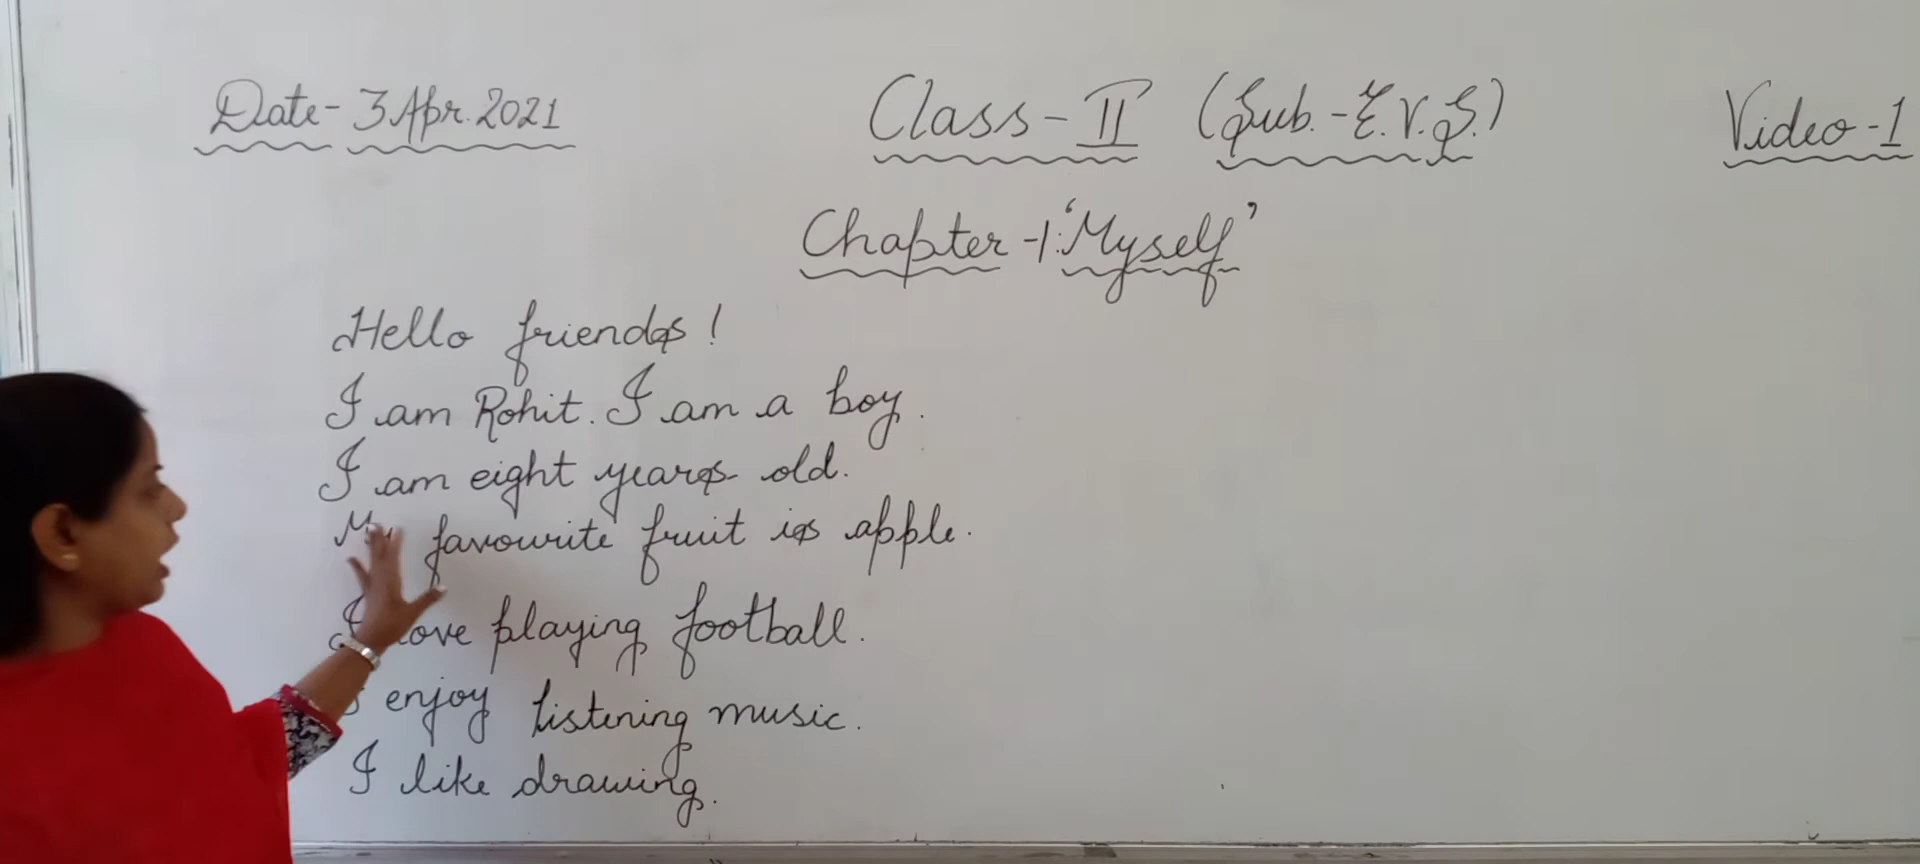 Date - 3 Apr. 2021
Class - II (Sub. - E.V.S.)
Video - 1
Chapter - 1: 'Myself'
Hello friends!
I am Rohit. I am a boy.
I am eight years old.
My favourite fruit is apple.
I love playing football.
I enjoy listening music.
I like drawing.